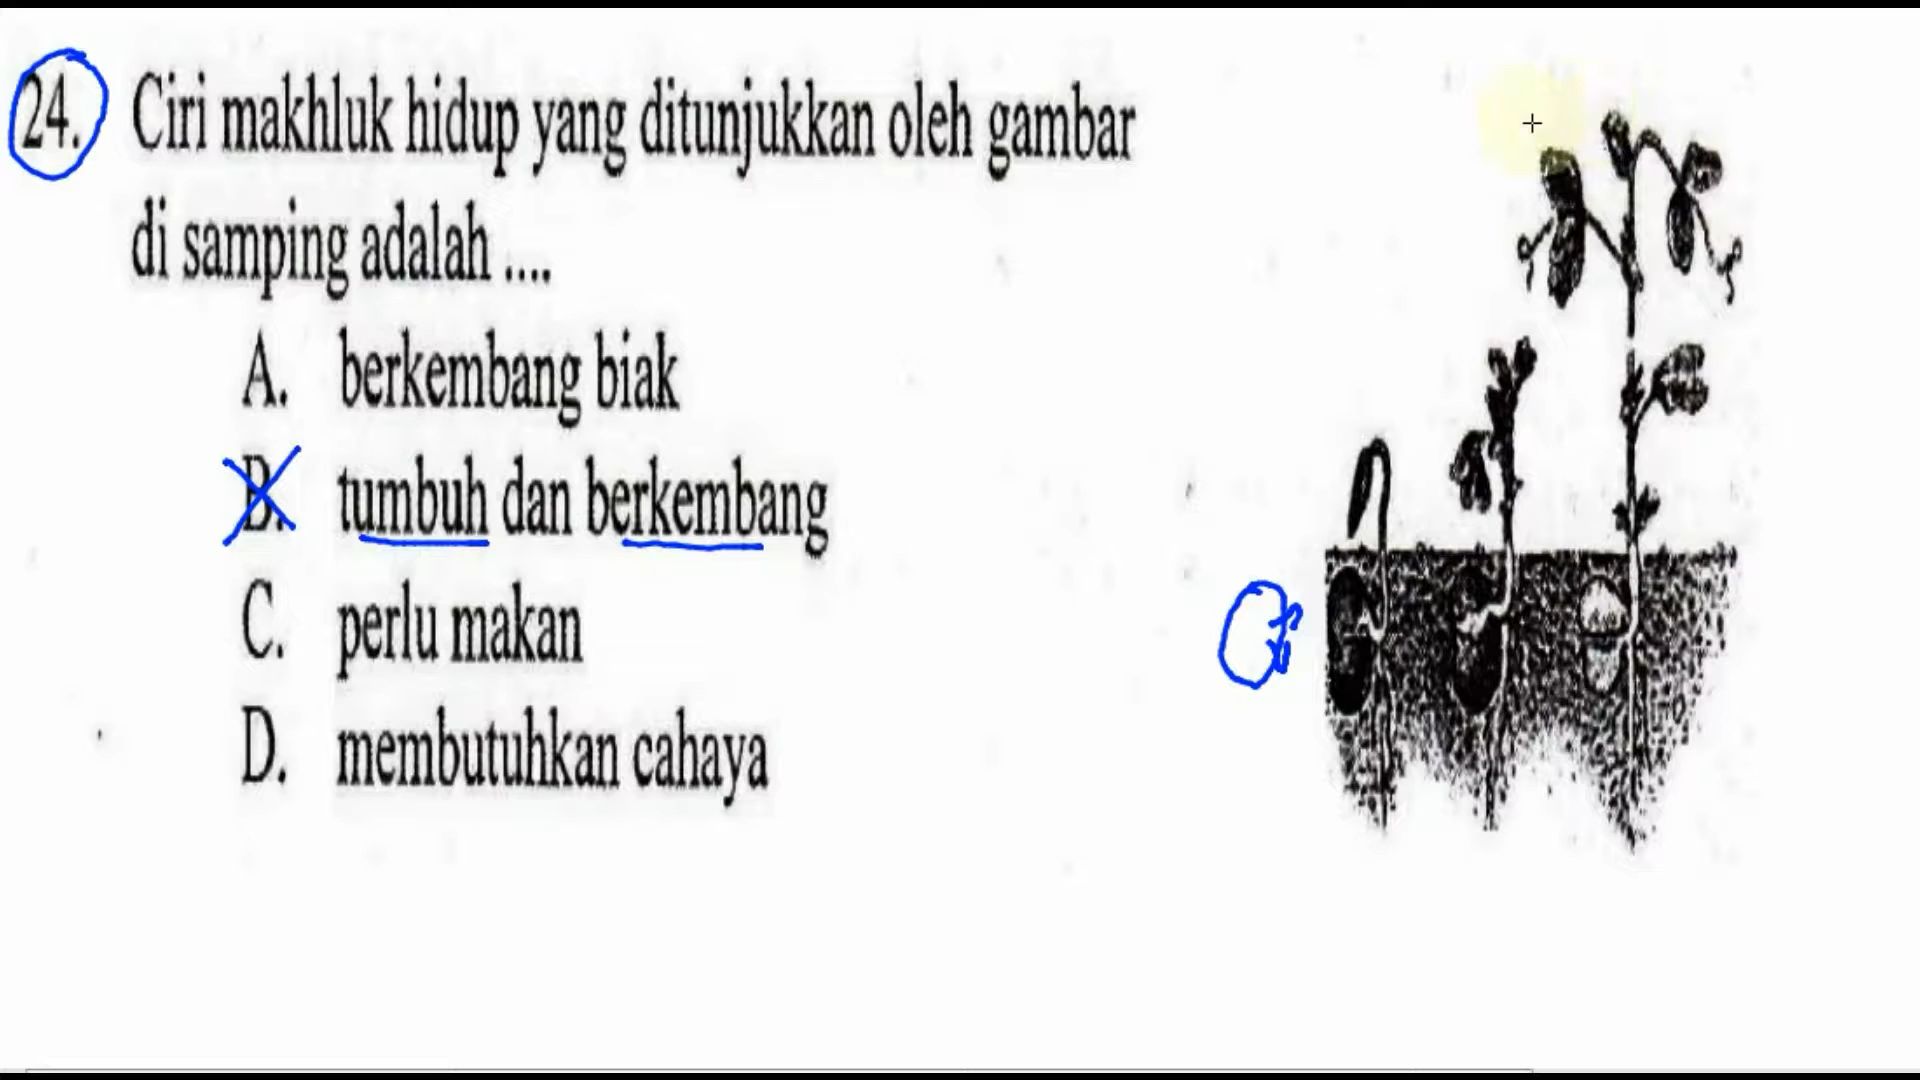 24. Ciri makhluk hidup yang ditunjukkan oleh gambar
di samping adalah ....
A. berkembang biak
B. tumbuh dan berkembang
C. perlu makan
D. membutuhkan cahaya